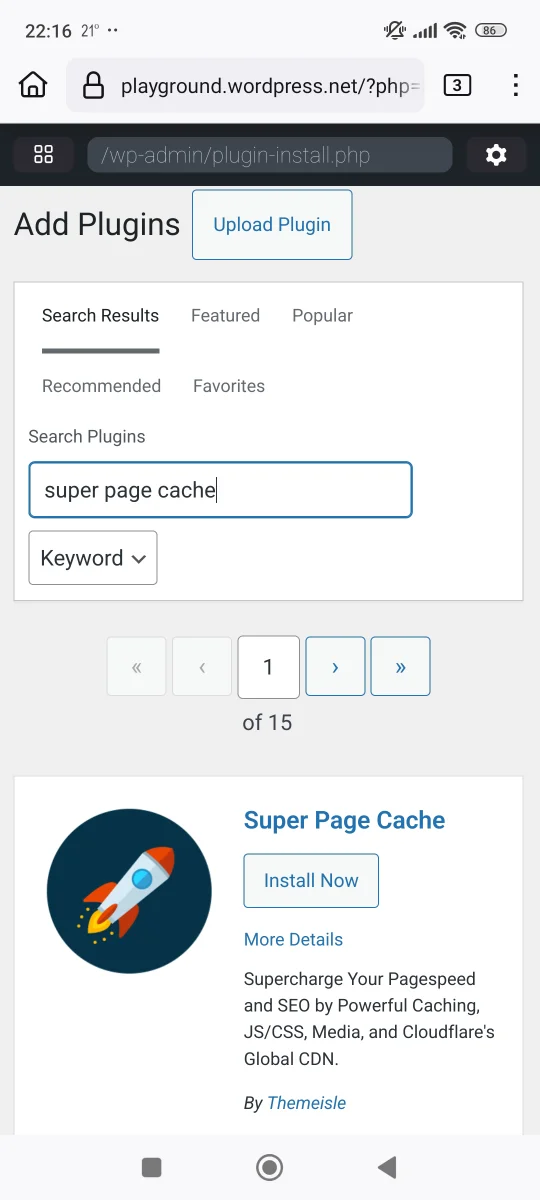 22:16 21° ··
86
playground.wordpress.net/?php=
3
/wp-admin/plugin-install.php
Add Plugins
Upload Plugin
Search Results
Featured
Popular
Recommended
Favorites
Search Plugins
super page cache
Keyword
« ‹ 1 › »
of 15
Super Page Cache
Install Now
More Details
Supercharge Your Pagespeed
and SEO by Powerful Caching,
JS/CSS, Media, and Cloudflare's
Global CDN.
By Themeisle